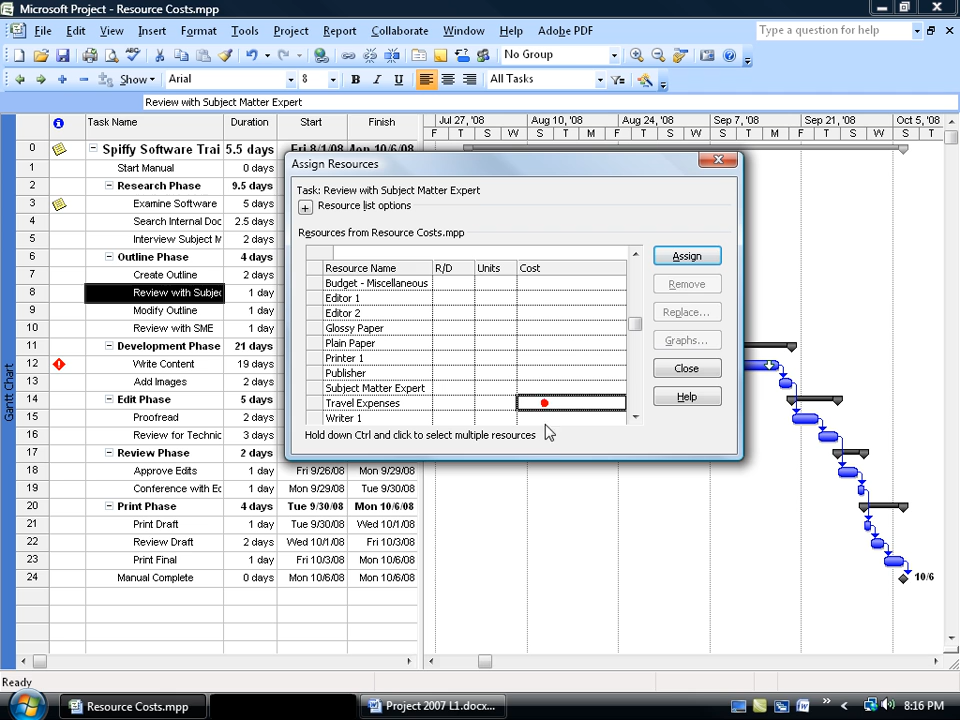 Microsoft Project - Resource Costs.mpp
File Edit View Insert Format Tools Project Report Collaborate Window Help Adobe PDF Type a question for help
No Group
Show Arial 8 B I U All Tasks
Review with Subject Matter Expert
Task Name Duration Start Finish
Jul 27, '08 Aug 10, '08 Aug 24, '08 Sep 7, '08 Sep 21, '08 Oct 5, '08
F T S W S T M F T S W S T M F T S W S T
0 Spiffy Software Trai 5.5 days Fri 8/1/08 Mon 10/6/08
1 Start Manual 0 days
2 Research Phase 9.5 days
3 Examine Software 5 days
4 Search Internal Doc 2.5 days
5 Interview Subject M 2 days
6 Outline Phase 4 days
7 Create Outline 2 days
8 Review with Subjec 1 day
9 Modify Outline 1 day
10 Review with SME 1 day
11 Development Phase 21 days
12 Write Content 19 days
13 Add Images 2 days
14 Edit Phase 5 days
15 Proofread 2 days
16 Review for Technic 3 days
17 Review Phase 2 days
18 Approve Edits 1 day Fri 9/26/08 Mon 9/29/08
19 Conference with Ec 1 day Mon 9/29/08 Mon 9/29/08
20 Print Phase 4 days Tue 9/30/08 Mon 10/6/08
21 Print Draft 1 day Tue 9/30/08 Wed 10/1/08
22 Review Draft 2 days Wed 10/1/08 Fri 10/3/08
23 Print Final 1 day Fri 10/3/08 Mon 10/6/08
24 Manual Complete 0 days Mon 10/6/08 Mon 10/6/08
10/6
Gantt Chart
Assign Resources
Task: Review with Subject Matter Expert
+ Resource list options
Resources from Resource Costs.mpp
Resource Name R/D Units Cost
Budget - Miscellaneous
Editor 1
Editor 2
Glossy Paper
Plain Paper
Printer 1
Publisher
Subject Matter Expert
Travel Expenses
Writer 1
Hold down Ctrl and click to select multiple resources
Assign
Remove
Replace...
Graphs...
Close
Help
Ready
Resource Costs.mpp
Project 2007 L1.docx...
8:16 PM